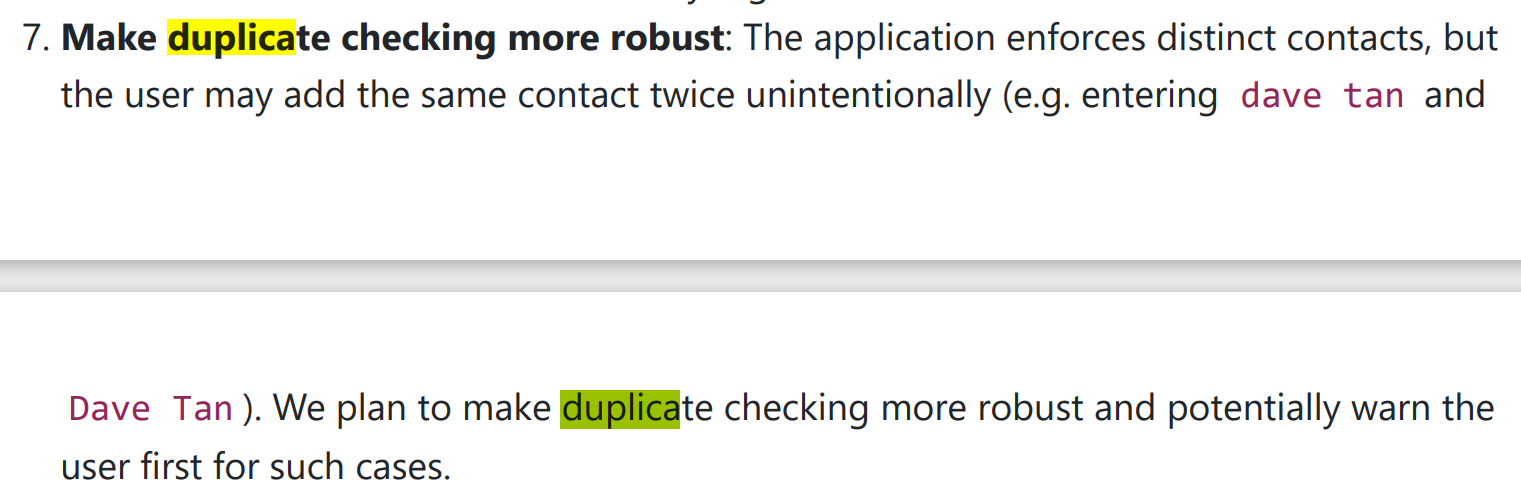 7. Make duplicate checking more robust: The application enforces distinct contacts, but
the user may add the same contact twice unintentionally (e.g. entering dave tan and
Dave Tan ). We plan to make duplicate checking more robust and potentially warn the
user first for such cases.